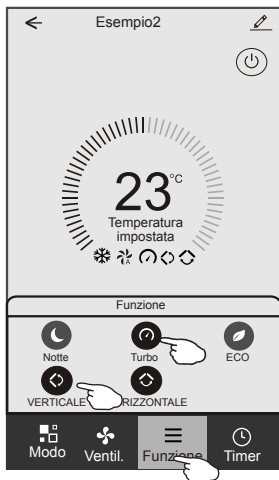 Esempio2
23°C
Temperatura
impostata
A
Funzione
Notte Turbo ECO
VERTICALE RIZZONTALE
Modo Ventil. Funzione Timer